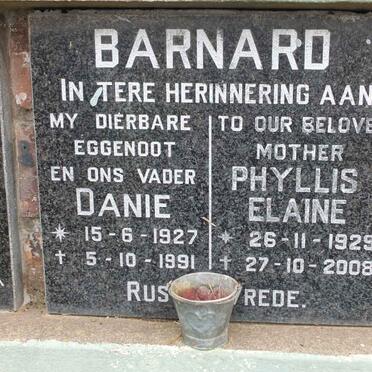 BARNARD
IN TERE HERINNERING AAN
MY DIERBARE
EGGENOOT
EN ONS VADER
DANIE
* 15-6-1927
† 5-10-1991
TO OUR BELOVE
MOTHER
PHYLLIS
ELAINE
* 26-11-1929
† 27-10-2008
RUS REDE.